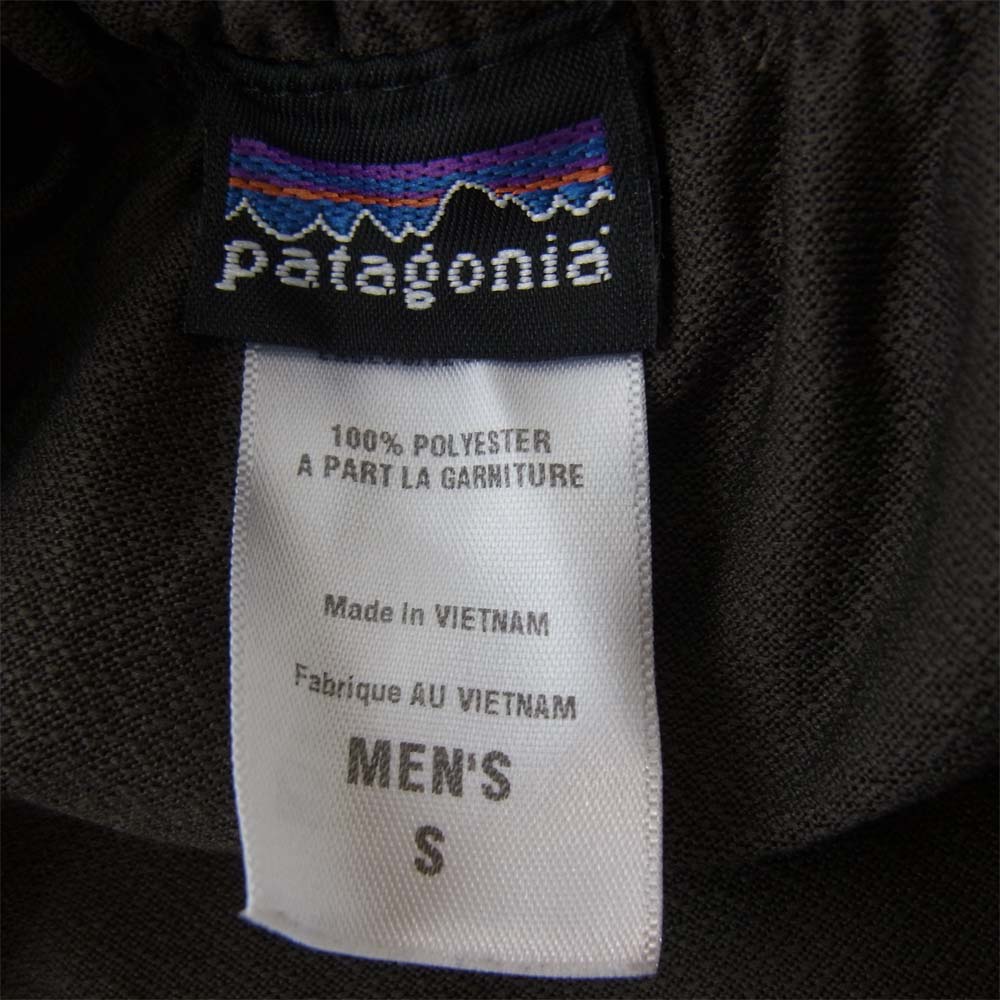 patagonia
100% POLYESTER
A PART LA GARNITURE
Made In VIETNAM
Fabrique AU VIETNAM
MEN'S
S